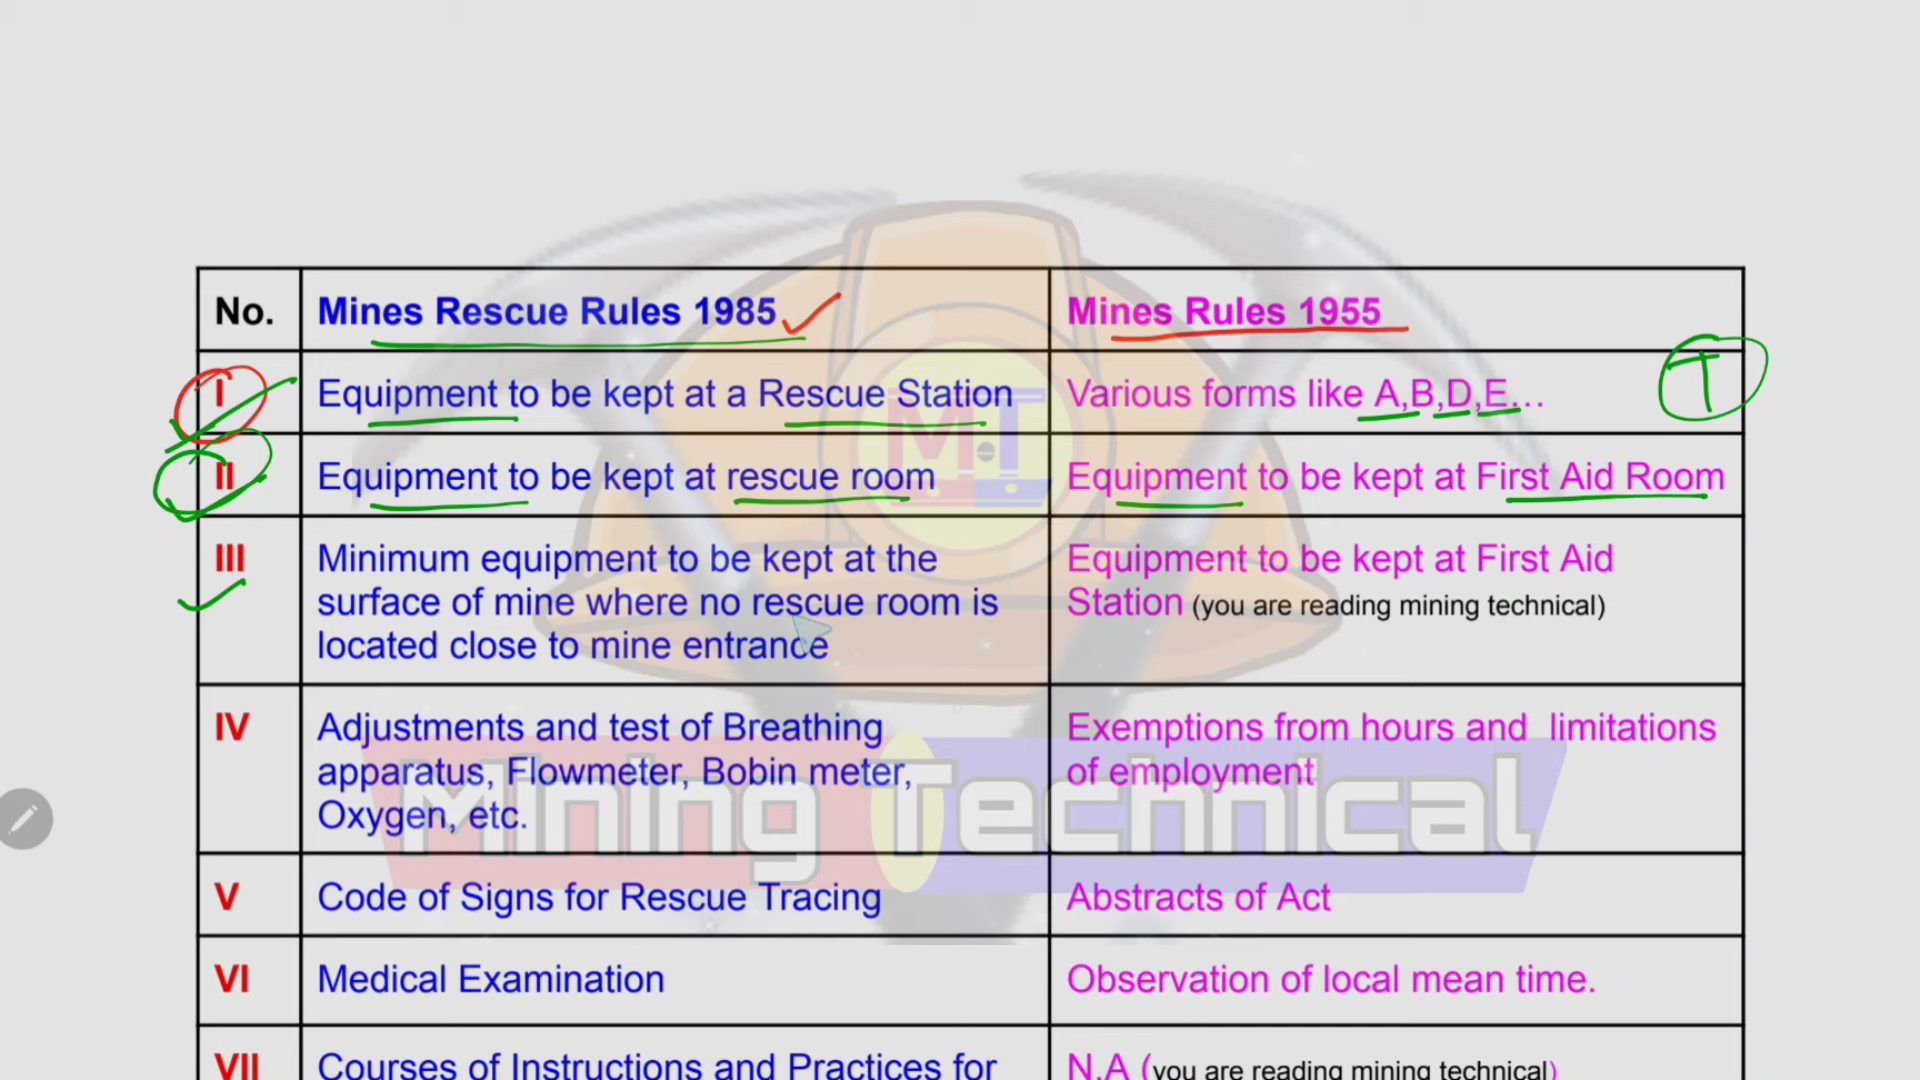 No. Mines Rescue Rules 1985 Mines Rules 1955
I Equipment to be kept at a Rescue Station Various forms like A,B,D,E... T
II Equipment to be kept at rescue room Equipment to be kept at First Aid Room
III Minimum equipment to be kept at the Equipment to be kept at First Aid
surface of mine where no rescue room is Station (you are reading mining technical)
located close to mine entrance
IV Adjustments and test of Breathing Exemptions from hours and limitations
apparatus, Flowmeter, Bobin meter, of employment
Oxygen, etc.
V Code of Signs for Rescue Tracing Abstracts of Act
VI Medical Examination Observation of local mean time.
VII Courses of Instructions and Practices for N.A (you are reading mining technical)
M.T
Mining Technical